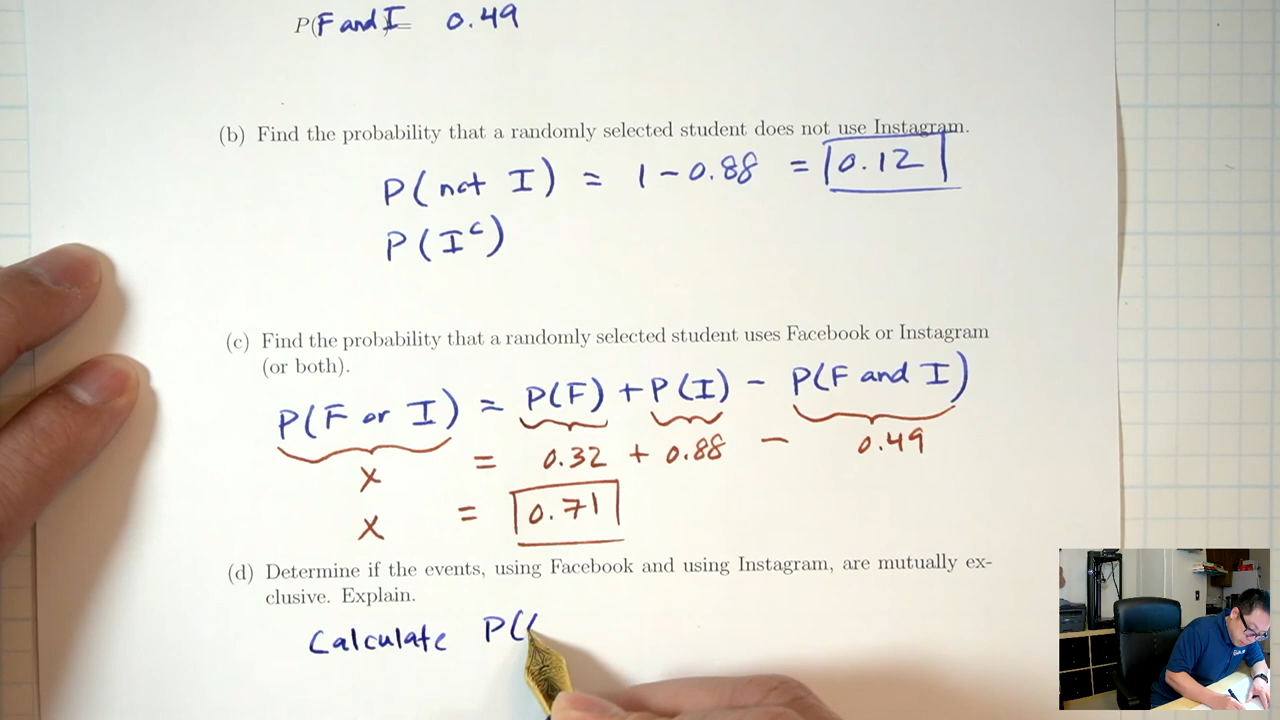 P(F and I = 0.49
(b) Find the probability that a randomly selected student does not use Instagram.
P(not I) = 1 - 0.88 = 0.12
P(Iᶜ)
(c) Find the probability that a randomly selected student uses Facebook or Instagram
(or both).
P(F or I) = P(F) + P(I) - P(F and I)
x = 0.32 + 0.88 - 0.49
x = 0.71
(d) Determine if the events, using Facebook and using Instagram, are mutually ex-
clusive. Explain.
Calculate P(